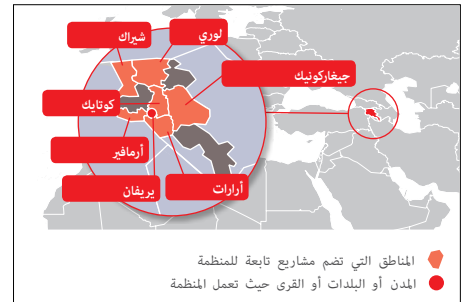 لوري
شيراك
جيغاركونيك
كوتايك
أرمافير
أرارات
يريفان
المناطق التي تضم مشاريع تابعة للمنظمة
المدن أو البلدات أو القرى حيث تعمل المنظمة